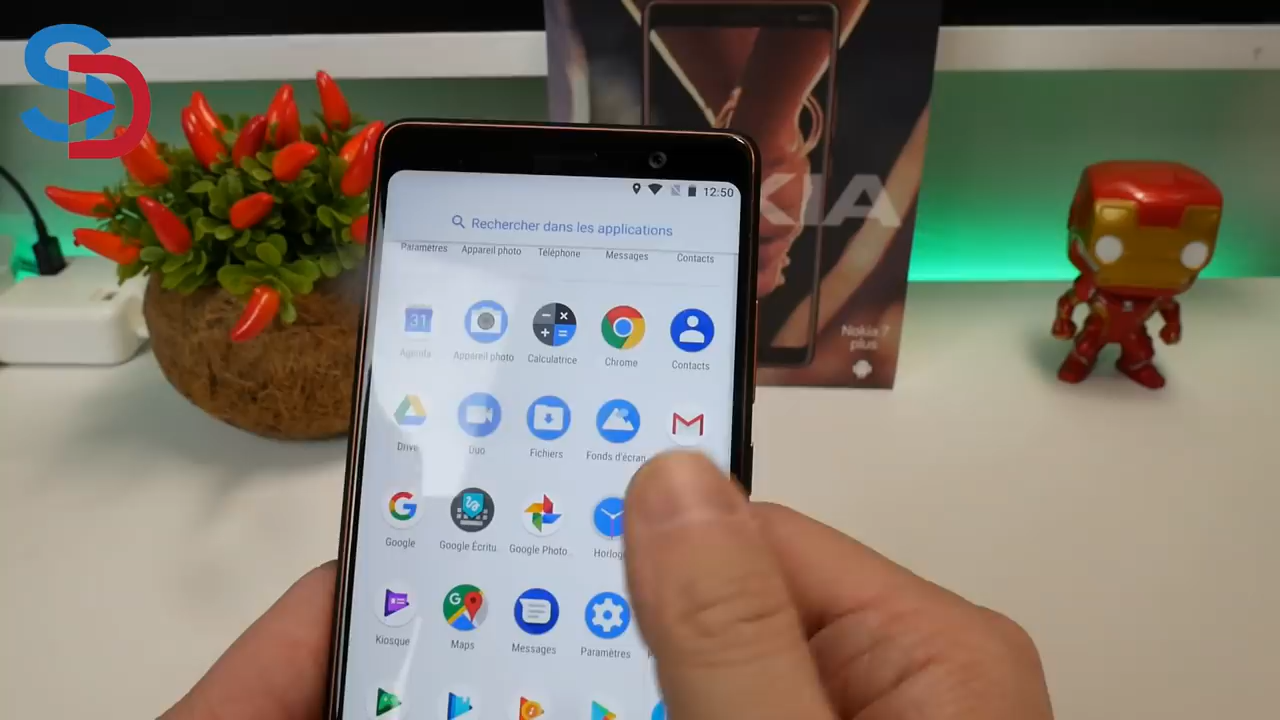 SD
12:50
Rechercher dans les applications
Paramètres Appareil photo Téléphone Messages Contacts
31
Agenda Appareil photo Calculatrice Chrome Contacts
Drive Duo Fichiers Fonds d'écran
Google Google Écritu... Google Photo...
Kiosque Maps Messages Paramètres
KIA
Nokia 7
plus